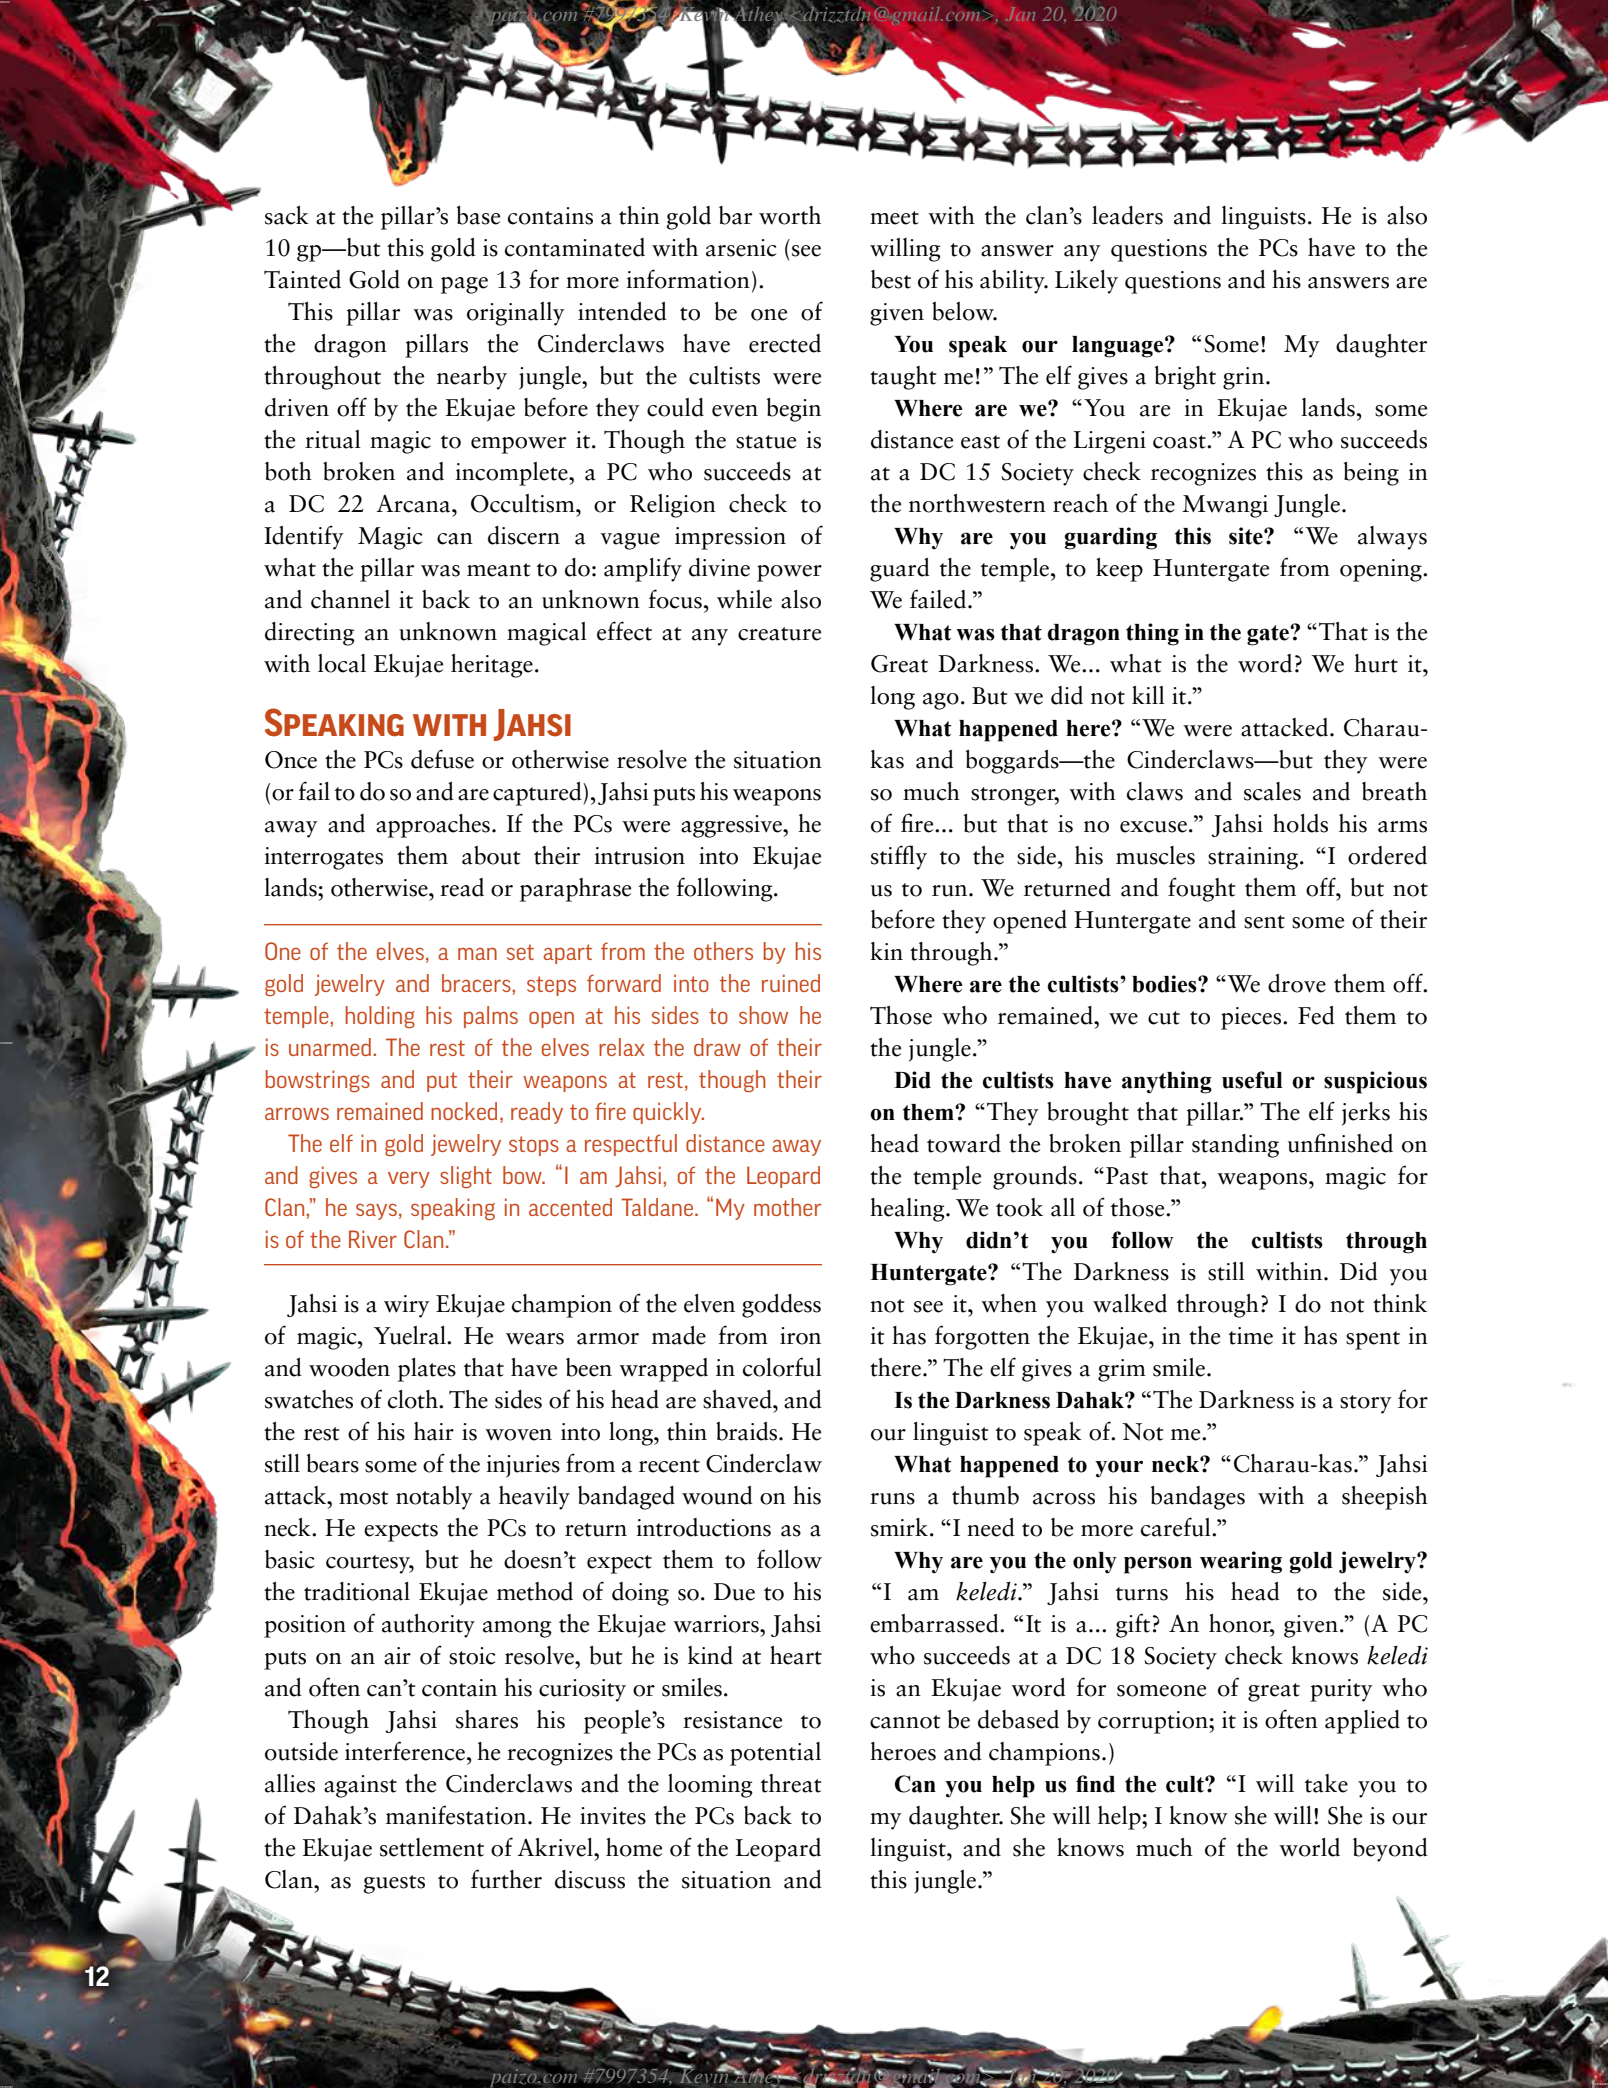 paizo.com #7997354, Kevin Athey <drizztdn@gmail.com>, Jan 20, 2020
sack at the pillar’s base contains a thin gold bar worth
10 gp—but this gold is contaminated with arsenic (see
Tainted Gold on page 13 for more information).
This pillar was originally intended to be one of
the dragon pillars the Cinderclaws have erected
throughout the nearby jungle, but the cultists were
driven off by the Ekujae before they could even begin
the ritual magic to empower it. Though the statue is
both broken and incomplete, a PC who succeeds at
a DC 22 Arcana, Occultism, or Religion check to
Identify Magic can discern a vague impression of
what the pillar was meant to do: amplify divine power
and channel it back to an unknown focus, while also
directing an unknown magical effect at any creature
with local Ekujae heritage.
SPEAKING WITH JAHSI
Once the PCs defuse or otherwise resolve the situation
(or fail to do so and are captured), Jahsi puts his weapons
away and approaches. If the PCs were aggressive, he
interrogates them about their intrusion into Ekujae
lands; otherwise, read or paraphrase the following.
One of the elves, a man set apart from the others by his
gold jewelry and bracers, steps forward into the ruined
temple, holding his palms open at his sides to show he
is unarmed. The rest of the elves relax the draw of their
bowstrings and put their weapons at rest, though their
arrows remained nocked, ready to fire quickly.
The elf in gold jewelry stops a respectful distance away
and gives a very slight bow. “I am Jahsi, of the Leopard
Clan,” he says, speaking in accented Taldane. “My mother
is of the River Clan.”
Jahsi is a wiry Ekujae champion of the elven goddess
of magic, Yuelral. He wears armor made from iron
and wooden plates that have been wrapped in colorful
swatches of cloth. The sides of his head are shaved, and
the rest of his hair is woven into long, thin braids. He
still bears some of the injuries from a recent Cinderclaw
attack, most notably a heavily bandaged wound on his
neck. He expects the PCs to return introductions as a
basic courtesy, but he doesn’t expect them to follow
the traditional Ekujae method of doing so. Due to his
position of authority among the Ekujae warriors, Jahsi
puts on an air of stoic resolve, but he is kind at heart
and often can’t contain his curiosity or smiles.
Though Jahsi shares his people’s resistance to
outside interference, he recognizes the PCs as potential
allies against the Cinderclaws and the looming threat
of Dahak’s manifestation. He invites the PCs back to
the Ekujae settlement of Akrivel, home of the Leopard
Clan, as guests to further discuss the situation and
meet with the clan’s leaders and linguists. He is also
willing to answer any questions the PCs have to the
best of his ability. Likely questions and his answers are
given below.
You speak our language? “Some! My daughter
taught me!” The elf gives a bright grin.
Where are we? “You are in Ekujae lands, some
distance east of the Lirgeni coast.” A PC who succeeds
at a DC 15 Society check recognizes this as being in
the northwestern reach of the Mwangi Jungle.
Why are you guarding this site? “We always
guard the temple, to keep Huntergate from opening.
We failed.”
What was that dragon thing in the gate? “That is the
Great Darkness. We... what is the word? We hurt it,
long ago. But we did not kill it.”
What happened here? “We were attacked. Charau-
kas and boggards—the Cinderclaws—but they were
so much stronger, with claws and scales and breath
of fire... but that is no excuse.” Jahsi holds his arms
stiffly to the side, his muscles straining. “I ordered
us to run. We returned and fought them off, but not
before they opened Huntergate and sent some of their
kin through.”
Where are the cultists’ bodies? “We drove them off.
Those who remained, we cut to pieces. Fed them to
the jungle.”
Did the cultists have anything useful or suspicious
on them? “They brought that pillar.” The elf jerks his
head toward the broken pillar standing unfinished on
the temple grounds. “Past that, weapons, magic for
healing. We took all of those.”
Why didn’t you follow the cultists through
Huntergate? “The Darkness is still within. Did you
not see it, when you walked through? I do not think
it has forgotten the Ekujae, in the time it has spent in
there.” The elf gives a grim smile.
Is the Darkness Dahak? “The Darkness is a story for
our linguist to speak of. Not me.”
What happened to your neck? “Charau-kas.” Jahsi
runs a thumb across his bandages with a sheepish
smirk. “I need to be more careful.”
Why are you the only person wearing gold jewelry?
“I am keledi.” Jahsi turns his head to the side,
embarrassed. “It is a... gift? An honor, given.” (A PC
who succeeds at a DC 18 Society check knows keledi
is an Ekujae word for someone of great purity who
cannot be debased by corruption; it is often applied to
heroes and champions.)
Can you help us find the cult? “I will take you to
my daughter. She will help; I know she will! She is our
linguist, and she knows much of the world beyond
this jungle.”
12
paizo.com #7997354, Kevin Athey <drizztdn@gmail.com>, Jan 20, 2020